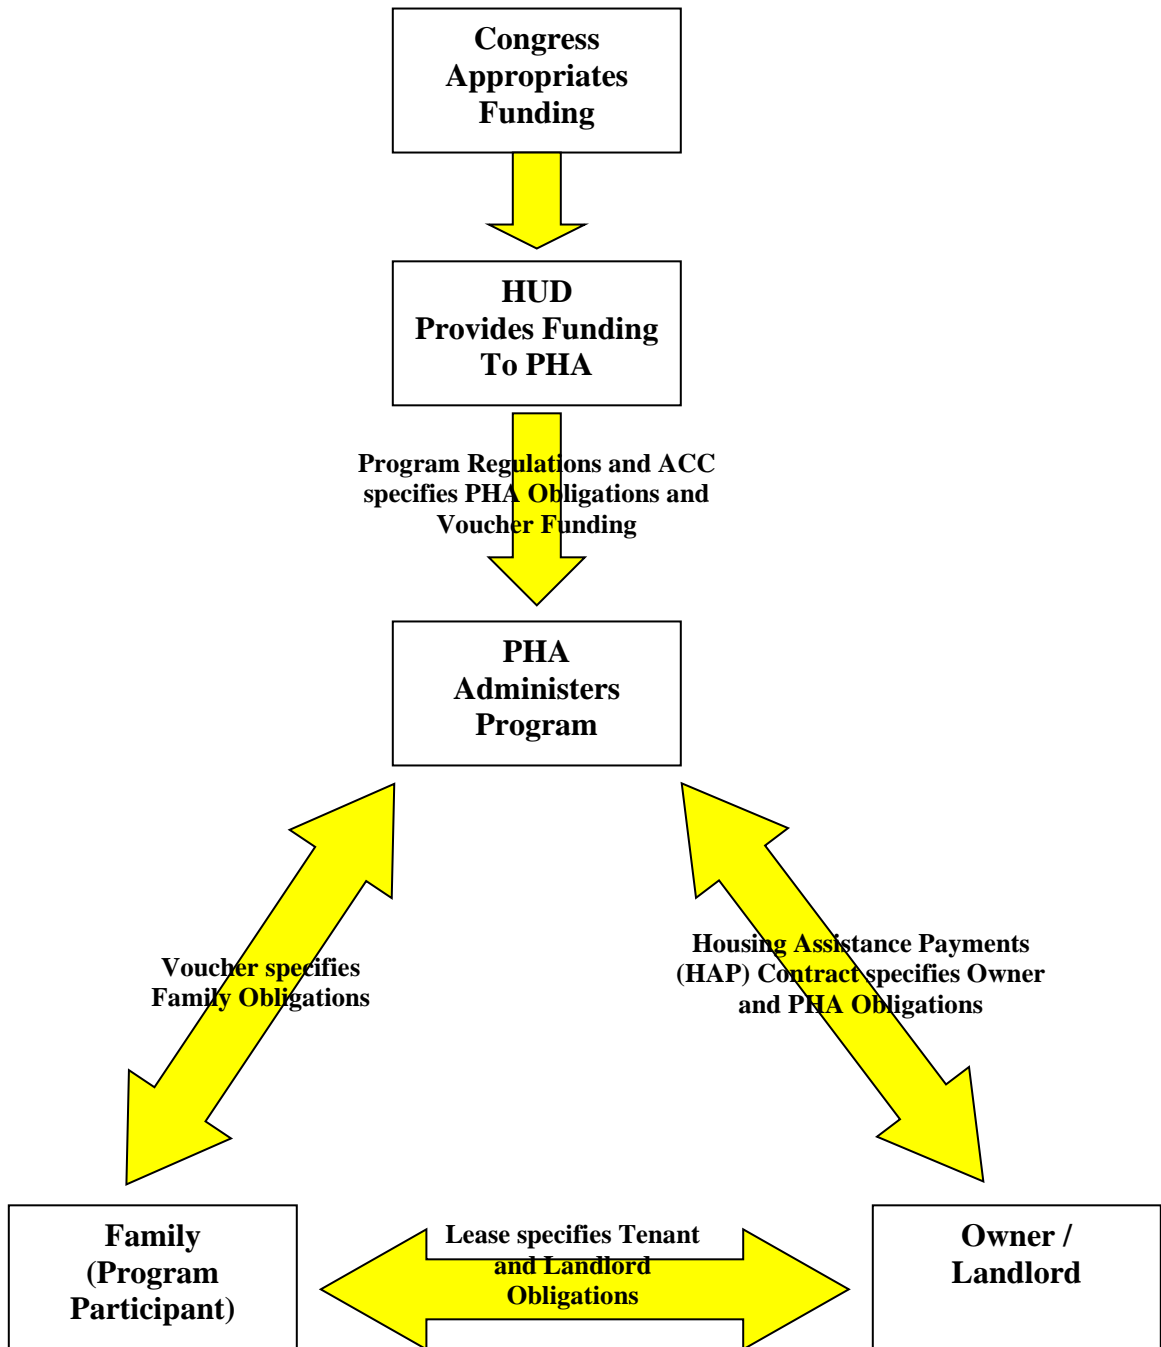 Congress
Appropriates
Funding
HUD
Provides Funding
To PHA
Program Regulations and ACC
specifies PHA Obligations and
Voucher Funding
PHA
Administers
Program
Voucher specifies
Family Obligations
Housing Assistance Payments
(HAP) Contract specifies Owner
and PHA Obligations
Family
(Program
Participant)
Lease specifies Tenant
and Landlord
Obligations
Owner /
Landlord